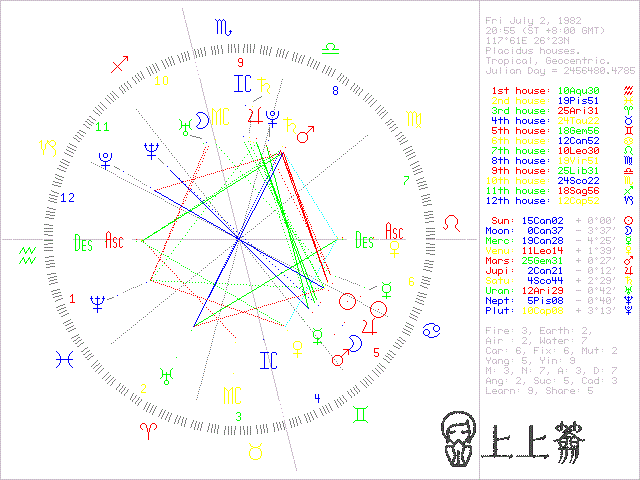 Fri July 2, 1982
20:55 (ST +8:00 GMT)
117°61E 26°23N
Placidus houses.
Tropical, Geocentric.
Julian Day = 2456480.4785
1st house: 10Aqu30
2nd house: 19Pis51
3rd house: 25Ari31
4th house: 24Tau22
5th house: 18Gem56
6th house: 12Can52
7th house: 10Leo30
8th house: 19Vir51
9th house: 25Lib31
10th house: 24Sco22
11th house: 18Sag56
12th house: 12Cap52
Sun: 15Can02 + 0°00'
Moon: 0Can37 - 3°37'
Merc: 19Can28 - 4°25'
Venu: 11Leo14 + 1°39'
Mars: 25Gem31 + 0°27'
Jupi: 2Can21 - 0°12'
Satu: 4Sco44 + 2°29'
Uran: 12Ari29 - 0°42'
Nept: 5Pis08 - 0°40'
Plut: 10Cap03 + 3°13'
Fire: 3, Earth: 2,
Air : 2, Water: 7
Car: 6, Fix: 6, Mut: 2
Yang: 5, Yin: 9
M: 3, N: 7, A: 3, D: 7
Ang: 2, Suc: 5, Cad: 3
Learn: 9, Share: 5
9
IC
8
MC
11
10
7
12
Des Asc
Des Asc
1
6
IC
5
2
MC
4
3
上上